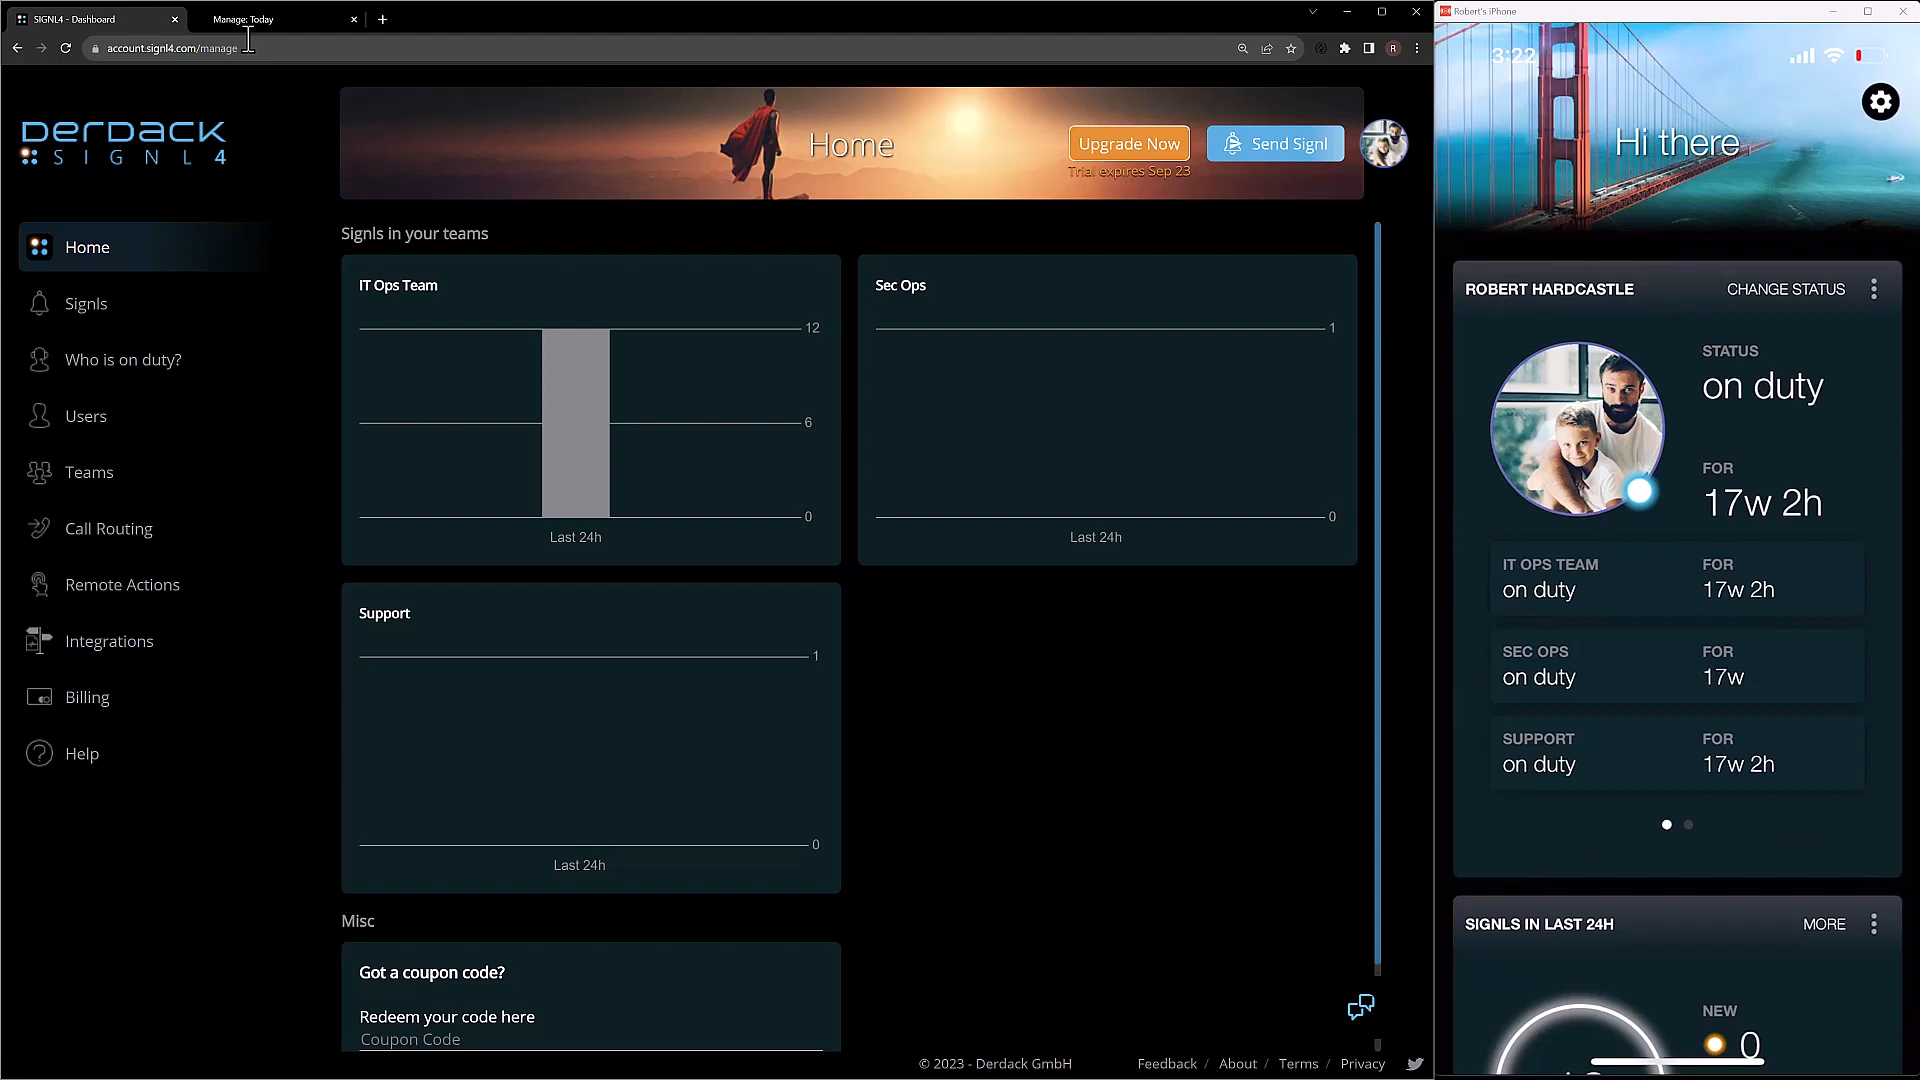 SIGNL4 - Dashboard
Manage: Today
account.signl4.com/manage
R
DERDACK
SIGNL4
Home
Upgrade Now
Trial expires Sep 23
Send Signl
Home
Signls
Who is on duty?
Users
Teams
Call Routing
Remote Actions
Integrations
Billing
Help
Signls in your teams
IT Ops Team
12
6
0
Last 24h
Sec Ops
1
0
Last 24h
Support
1
0
Last 24h
Misc
Got a coupon code?
Redeem your code here
Coupon Code
© 2023 - Derdack GmbH
Feedback / About / Terms / Privacy
Robert's iPhone
3:22
Hi there
ROBERT HARDCASTLE
CHANGE STATUS
STATUS
on duty
FOR
17w 2h
IT OPS TEAM
on duty
FOR
17w 2h
SEC OPS
on duty
FOR
17w
SUPPORT
on duty
FOR
17w 2h
SIGNLS IN LAST 24H
MORE
NEW
0